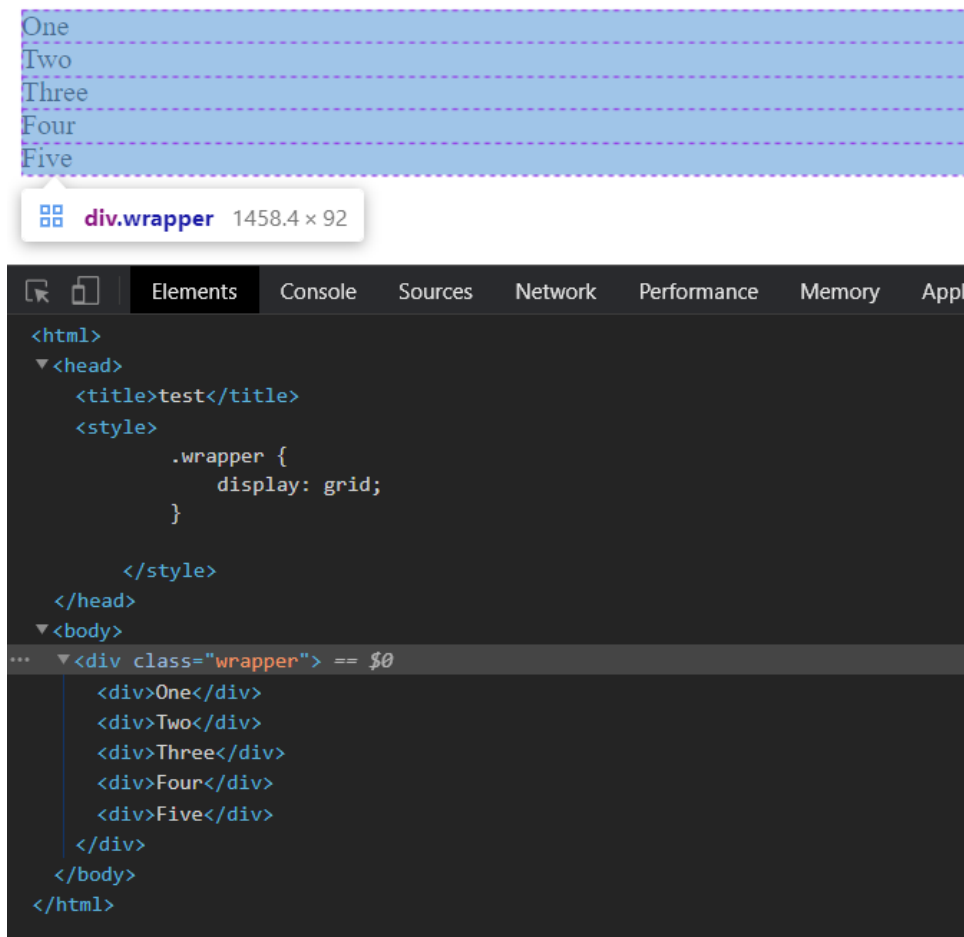 One
Two
Three
Four
Five
div.wrapper 1458.4 × 92
Elements Console Sources Network Performance Memory Appl
<html>
<head>
<title>test</title>
<style>
.wrapper {
display: grid;
}
</style>
</head>
<body>
<div class="wrapper"> == $0
<div>One</div>
<div>Two</div>
<div>Three</div>
<div>Four</div>
<div>Five</div>
</div>
</body>
</html>